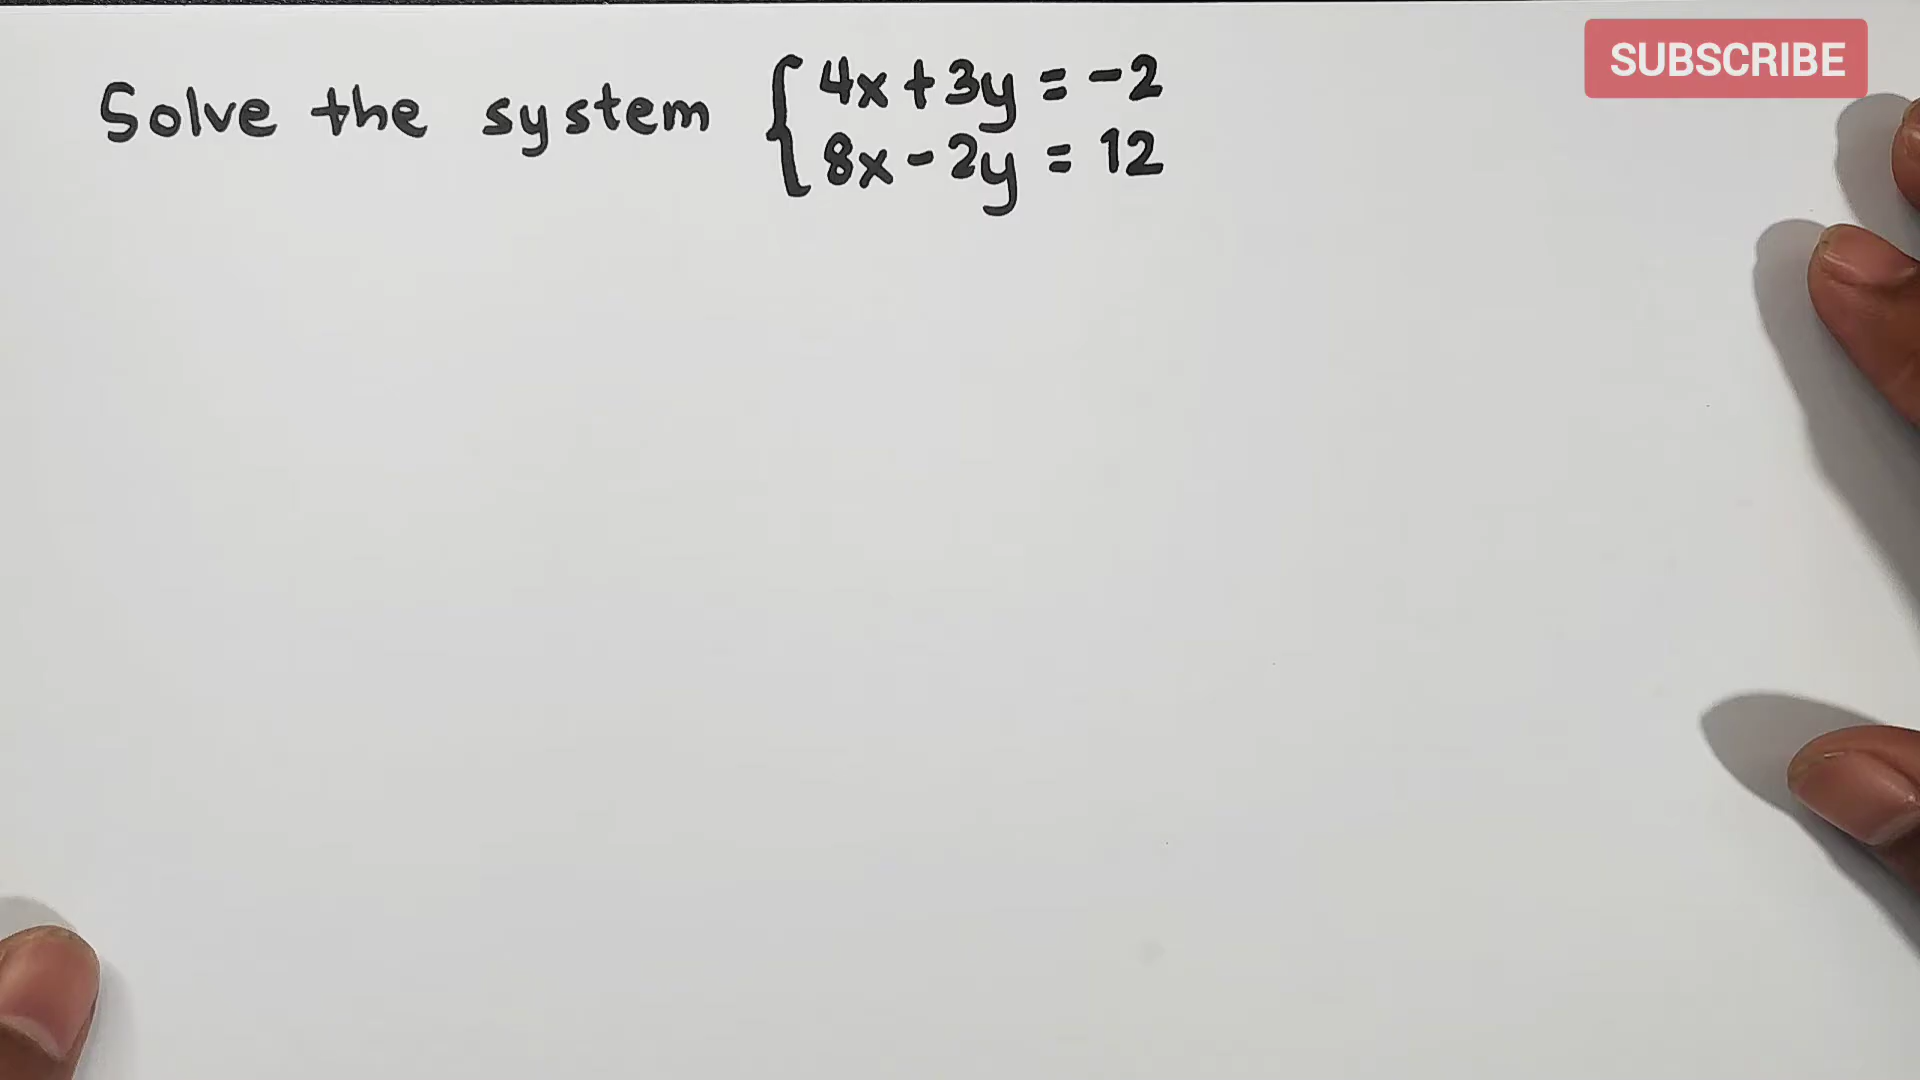 Solve the system { 4x + 3y = -2
8x - 2y = 12
SUBSCRIBE